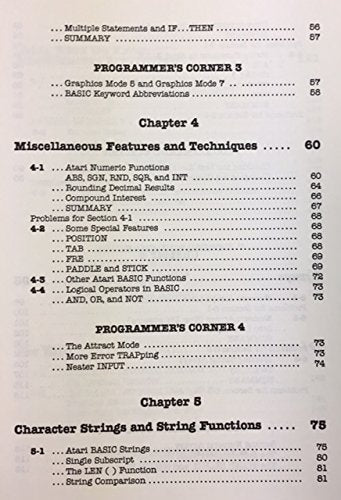 ...Multiple Statements and IF...THEN 56
...SUMMARY 57
PROGRAMMER'S CORNER 3
...Graphics Mode 5 and Graphics Mode 7 57
...BASIC Keyword Abbreviations 58
Chapter 4
Miscellaneous Features and Techniques ..... 60
4-1 ...Atari Numeric Functions
ABS, SGN, RND, SQR, and INT 60
...Rounding Decimal Results 64
...Compound Interest 66
...SUMMARY 67
Problems for Section 4-1 68
4-2 ...Some Special Features 68
...POSITION 68
...TAB 68
...FRE 69
...PADDLE and STICK 69
4-3 ...Other Atari BASIC Functions 72
4-4 ...Logical Operators in BASIC 73
...AND, OR, and NOT 73
PROGRAMMER'S CORNER 4
...The Attract Mode 73
...More Error TRAPping 73
...Neater INPUT 74
Chapter 5
Character Strings and String Functions ..... 75
5-1 ...Atari BASIC Strings 75
...Single Subscript 80
...The LEN ( ) Function 81
...String Comparison 81